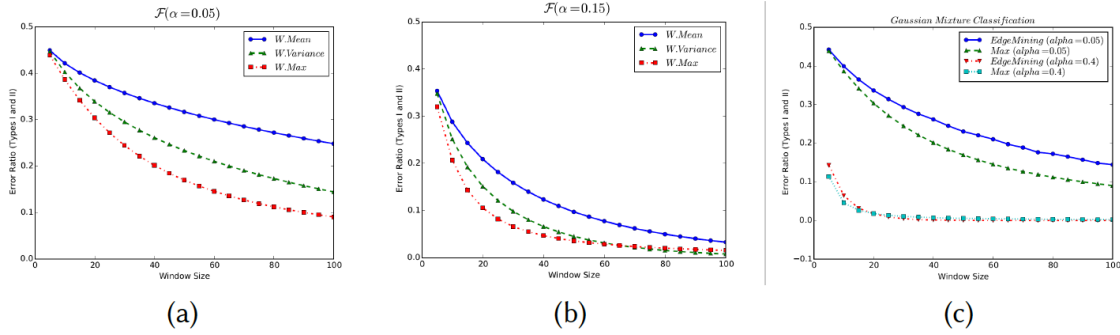 F(α=0.05)
0.5
0.4
0.3
0.2
0.1
0.0
0 20 40 60 80 100
Error Ratio (Types I and II)
Window Size
W.Mean
W.Variance
W.Max
(a)
F(α=0.15)
0.5
0.4
0.3
0.2
0.1
0.0
0 20 40 60 80 100
Error Ratio (Types I and II)
Window Size
W.Mean
W.Variance
W.Max
(b)
Gaussian Mixture Classification
0.5
0.4
0.3
0.2
0.1
0.0
−0.1
0 20 40 60 80 100
Error Ratio (Types I and II)
Window Size
EdgeMining (alpha=0.05)
Max (alpha=0.05)
EdgeMining (alpha=0.4)
Max (alpha=0.4)
(c)